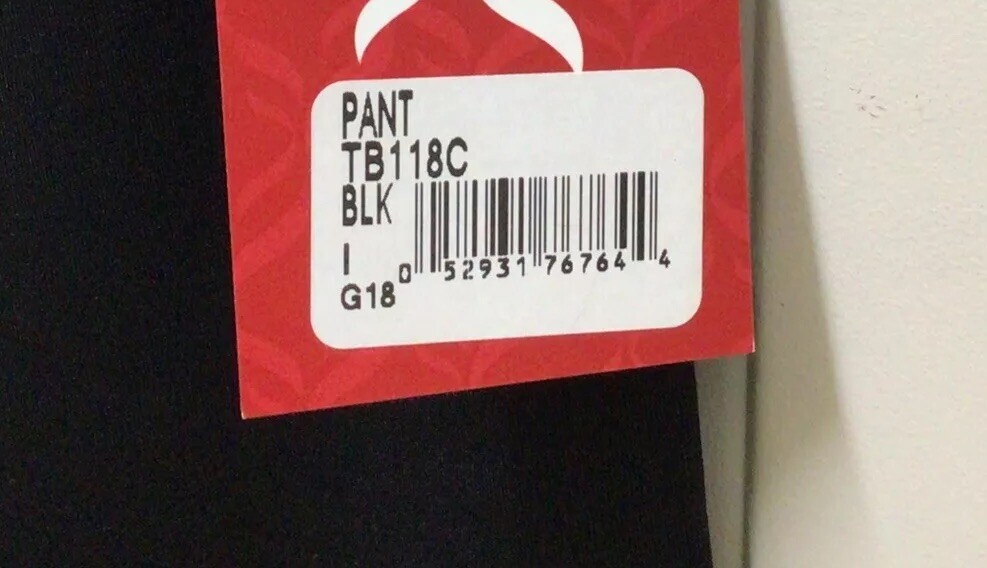 PANT
TB118C
BLK
I
G18
0 52931 76764 4